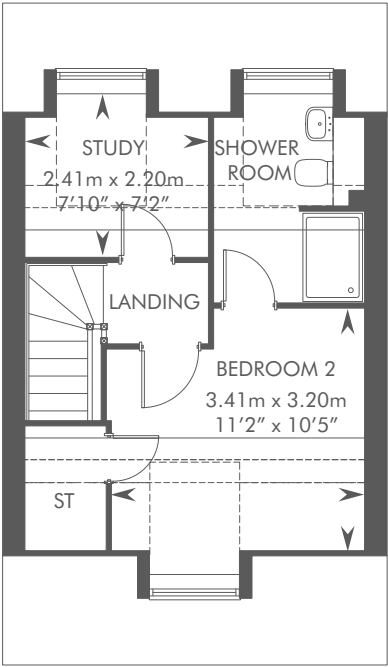 STUDY
2.41m x 2.20m
7'10" x 7'2"
SHOWER
ROOM
LANDING
BEDROOM 2
3.41m x 3.20m
11'2" x 10'5"
ST